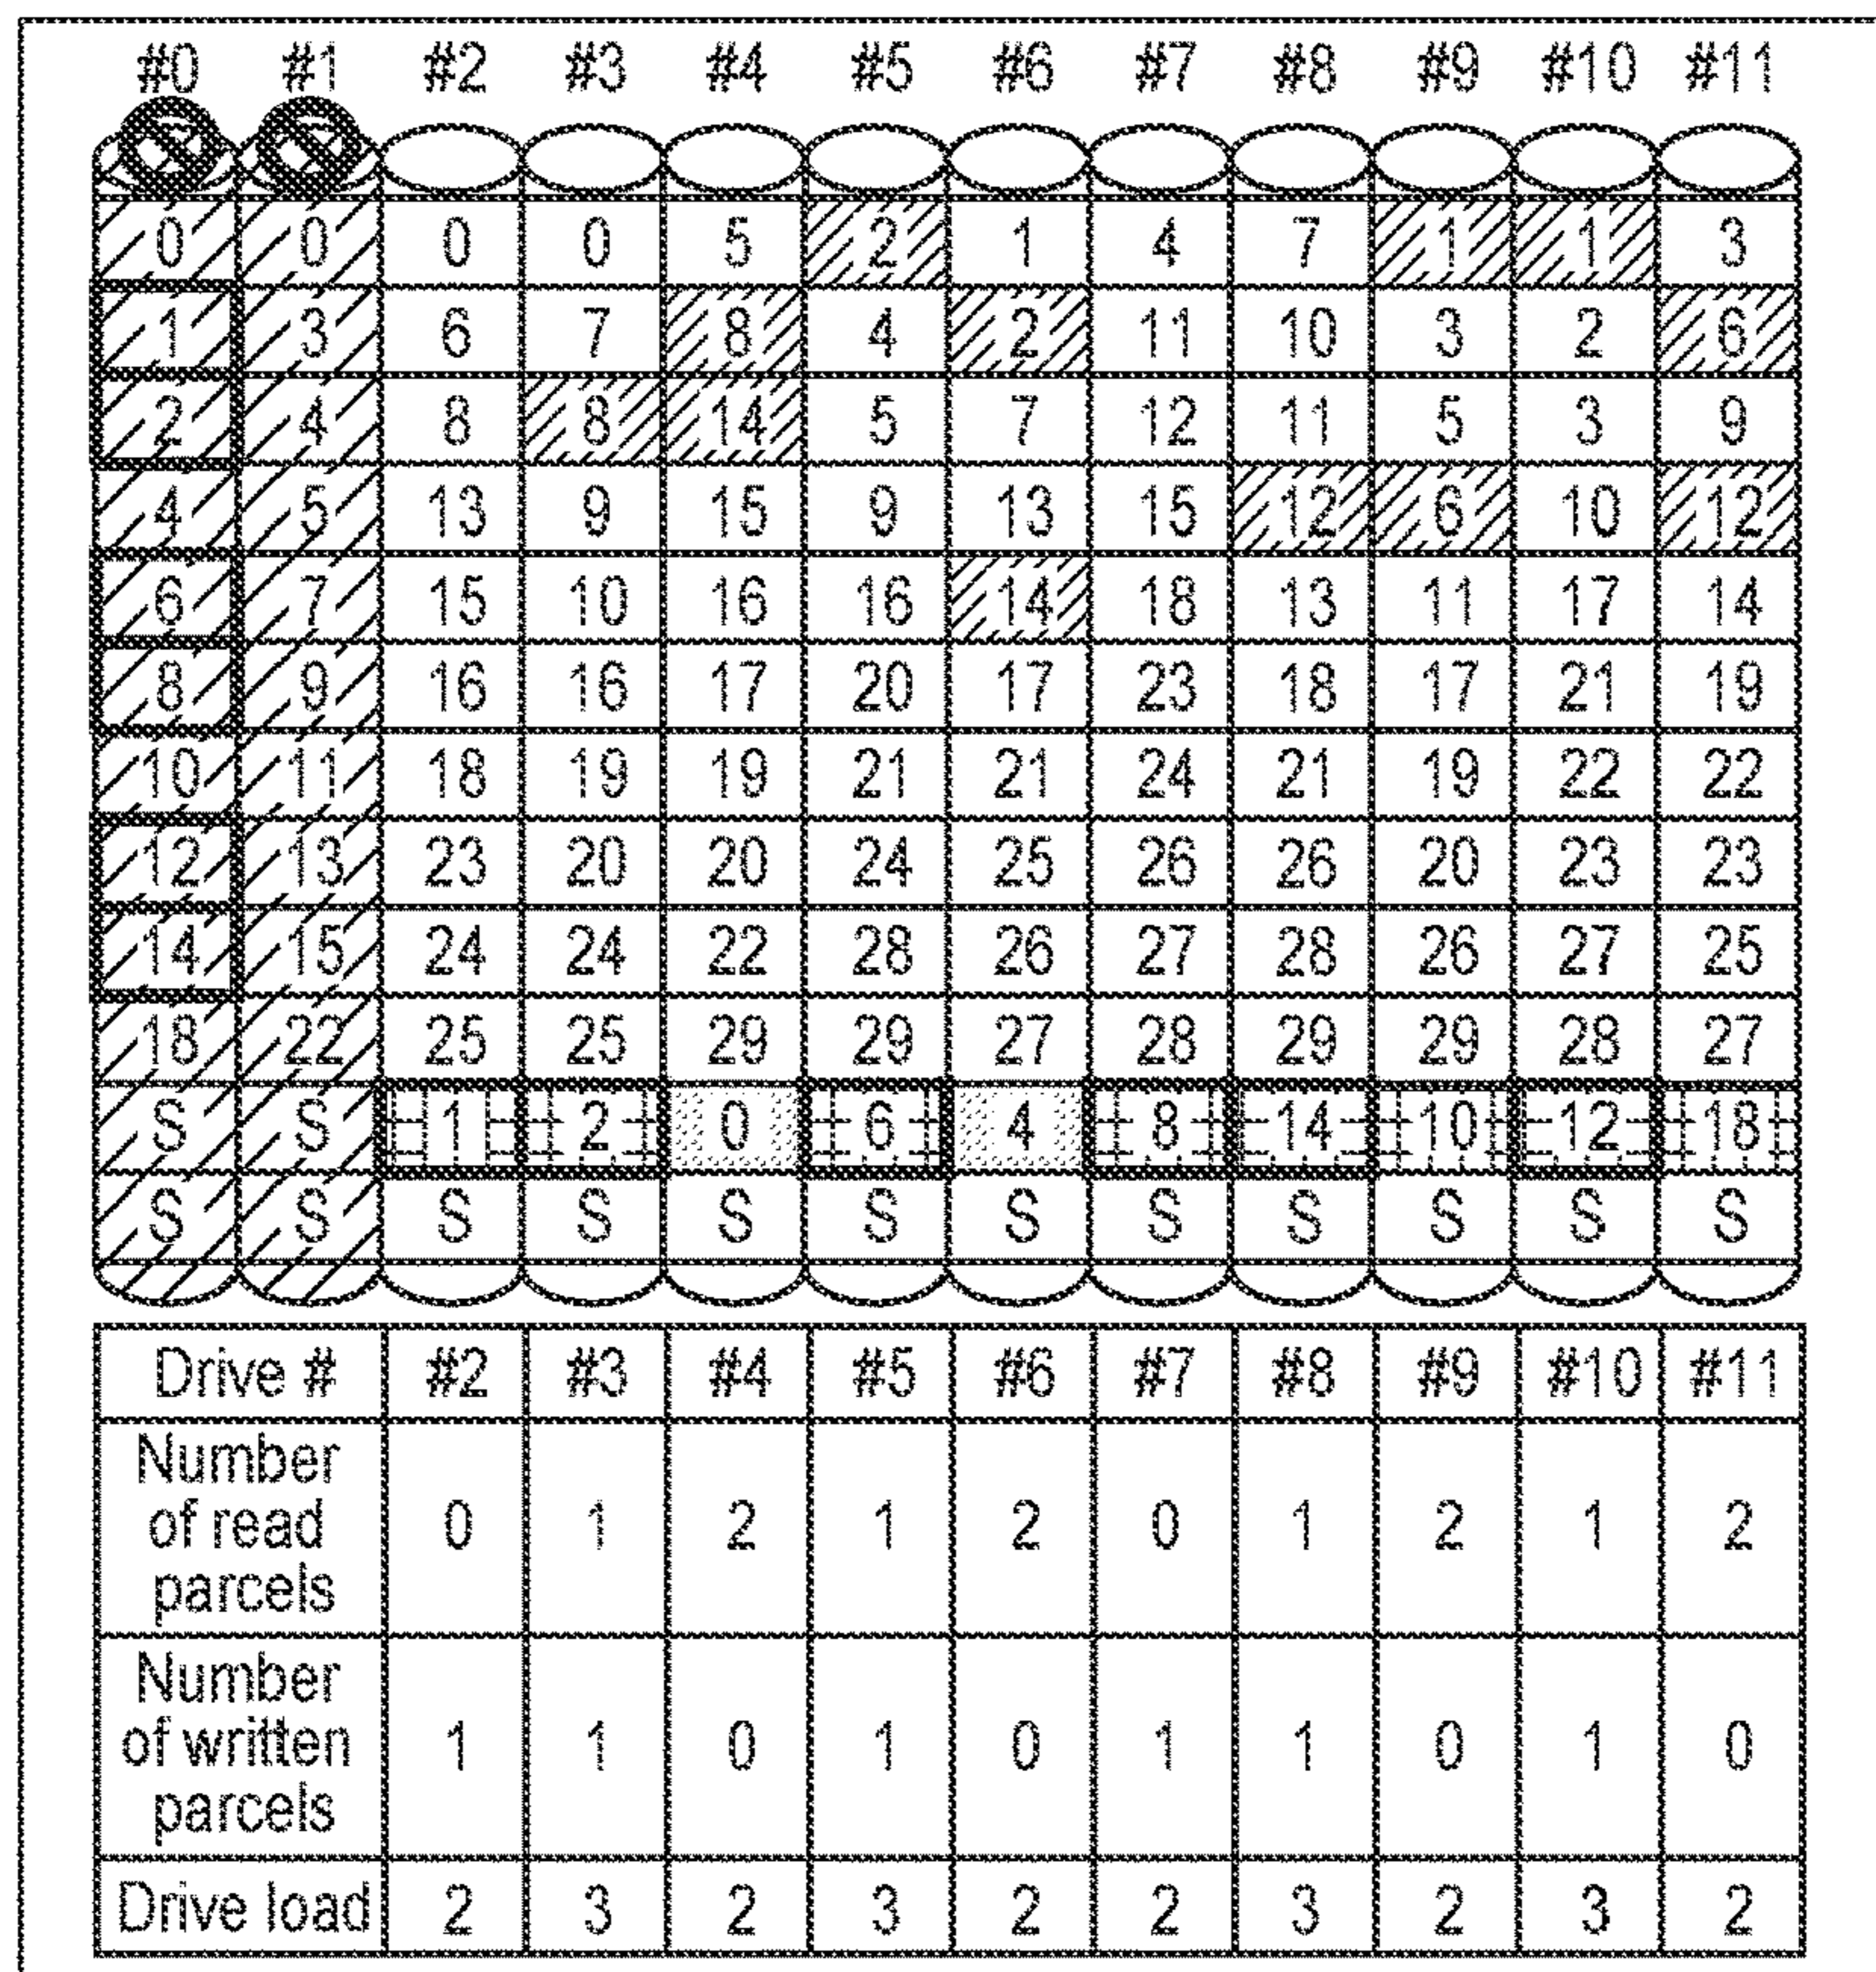 #0 #1 #2 #3 #4 #5 #6 #7 #8 #9 #10 #11
0 0 0 0 5 2 1 4 7 1 1 3
1 3 6 7 8 4 2 11 10 3 2 6
2 4 8 8 14 5 7 12 11 5 3 9
4 5 13 9 15 9 13 15 12 6 10 12
6 7 15 10 16 16 14 18 13 11 17 14
8 9 16 16 17 20 17 23 18 17 21 19
10 11 18 19 19 21 21 24 21 19 22 22
12 13 23 20 20 24 25 26 26 20 23 23
14 15 24 24 22 28 26 27 28 26 27 25
18 22 25 25 29 29 27 28 29 29 28 27
S S 1 2 0 6 4 8 14 10 12 18
S S S S S S S S S S S S
Drive # #2 #3 #4 #5 #6 #7 #8 #9 #10 #11
Number
of read
parcels
0 1 2 1 2 0 1 2 1 2
Number
of written
parcels
1 1 0 1 0 1 1 0 1 0
Drive load 2 3 2 3 2 2 3 2 3 2